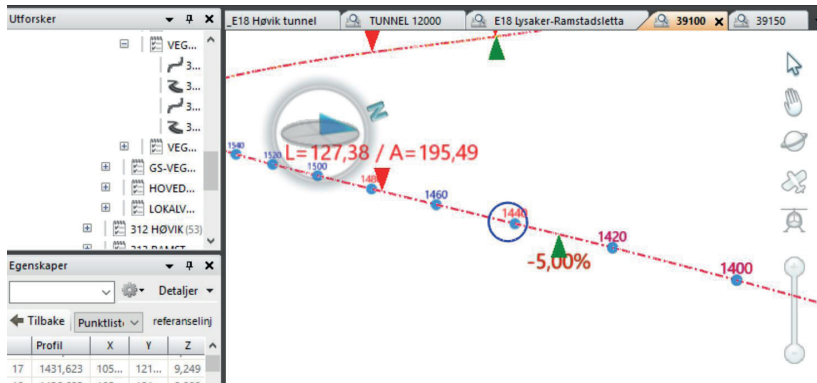 Utforsker
_E18 Høvik tunnel
TUNNEL 12000
E18 Lysaker-Ramstadsletta
39100
39150
VEG...
3...
3...
3...
3...
VEG...
GS-VEG...
HOVED...
LOKALV...
312 HØVIK (53)
N
L=127,38 / A=195,49
1540
1520
1500
1460
1440
1420
1400
-5,00%
Egenskaper
Detaljer
Tilbake
Punktlist
referanselinj
Profil X Y Z
17 1431,623 105... 121... 9,249